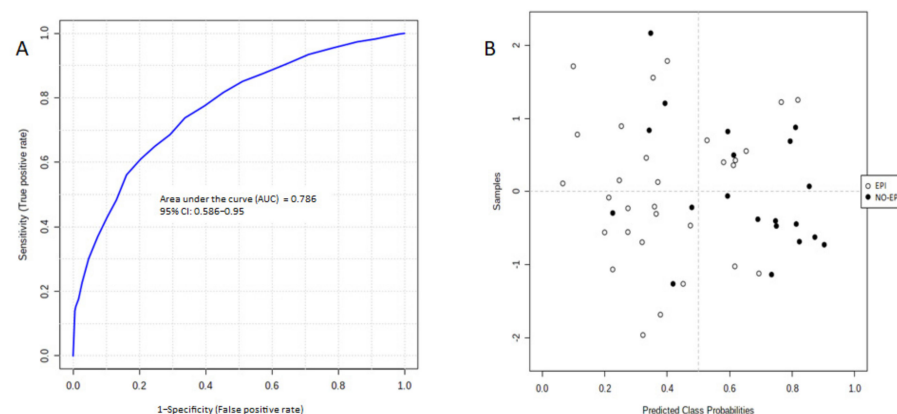 A
1.0
0.8
0.6
0.4
0.2
0.0
Sensitivity (True positive rate)
Area under the curve (AUC) = 0.786
95% CI: 0.586-0.95
0.0 0.2 0.4 0.6 0.8 1.0
1-Specificity (False positive rate)
B
2
1
0
-1
-2
Samples
EPI
NO-EP
0.0 0.2 0.4 0.6 0.8 1.0
Predicted Class Probabilities